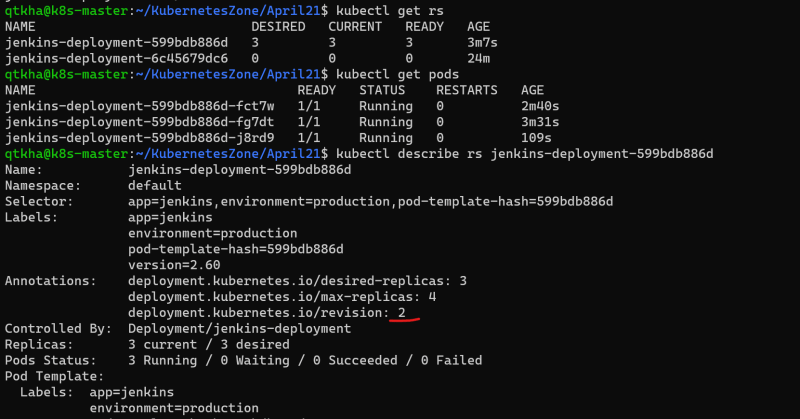 qtkha@k8s-master:~/KubernetesZone/April21$ kubectl get rs
NAME                            DESIRED   CURRENT   READY   AGE
jenkins-deployment-599bdb886d   3         3         3       3m7s
jenkins-deployment-6c45679dc6   0         0         0       24m
qtkha@k8s-master:~/KubernetesZone/April21$ kubectl get pods
NAME                                  READY   STATUS    RESTARTS   AGE
jenkins-deployment-599bdb886d-fct7w   1/1     Running   0          2m40s
jenkins-deployment-599bdb886d-fg7dt   1/1     Running   0          3m31s
jenkins-deployment-599bdb886d-j8rd9   1/1     Running   0          109s
qtkha@k8s-master:~/KubernetesZone/April21$ kubectl describe rs jenkins-deployment-599bdb886d
Name:           jenkins-deployment-599bdb886d
Namespace:      default
Selector:       app=jenkins,environment=production,pod-template-hash=599bdb886d
Labels:         app=jenkins
                environment=production
                pod-template-hash=599bdb886d
                version=2.60
Annotations:    deployment.kubernetes.io/desired-replicas: 3
                deployment.kubernetes.io/max-replicas: 4
                deployment.kubernetes.io/revision: 2
Controlled By:  Deployment/jenkins-deployment
Replicas:       3 current / 3 desired
Pods Status:    3 Running / 0 Waiting / 0 Succeeded / 0 Failed
Pod Template:
  Labels:  app=jenkins
           environment=production